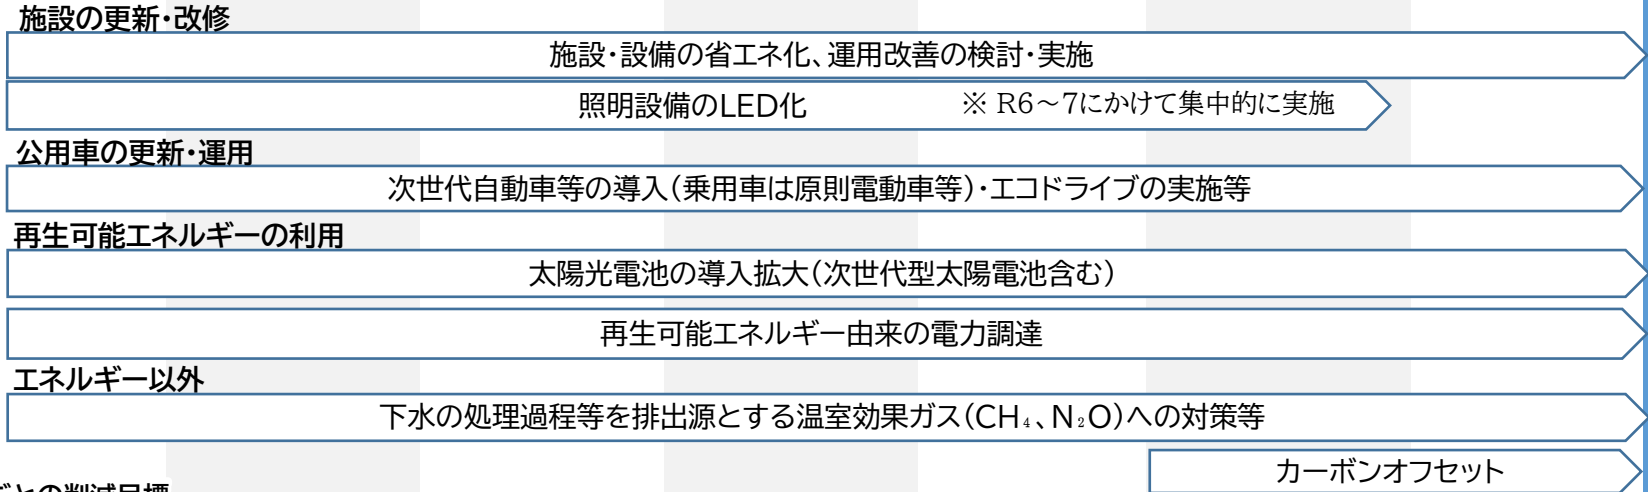 施設の更新・改修
施設・設備の省エネ化、運用改善の検討・実施
照明設備のLED化 ※ R6～7にかけて集中的に実施
公用車の更新・運用
次世代自動車等の導入（乗用車は原則電動車等）・エコドライブの実施等
再生可能エネルギーの利用
太陽光電池の導入拡大（次世代型太陽電池含む）
再生可能エネルギー由来の電力調達
エネルギー以外
下水の処理過程等を排出源とする温室効果ガス（CH₄、N₂O）への対策等
カーボンオフセット
ごとの削減目標